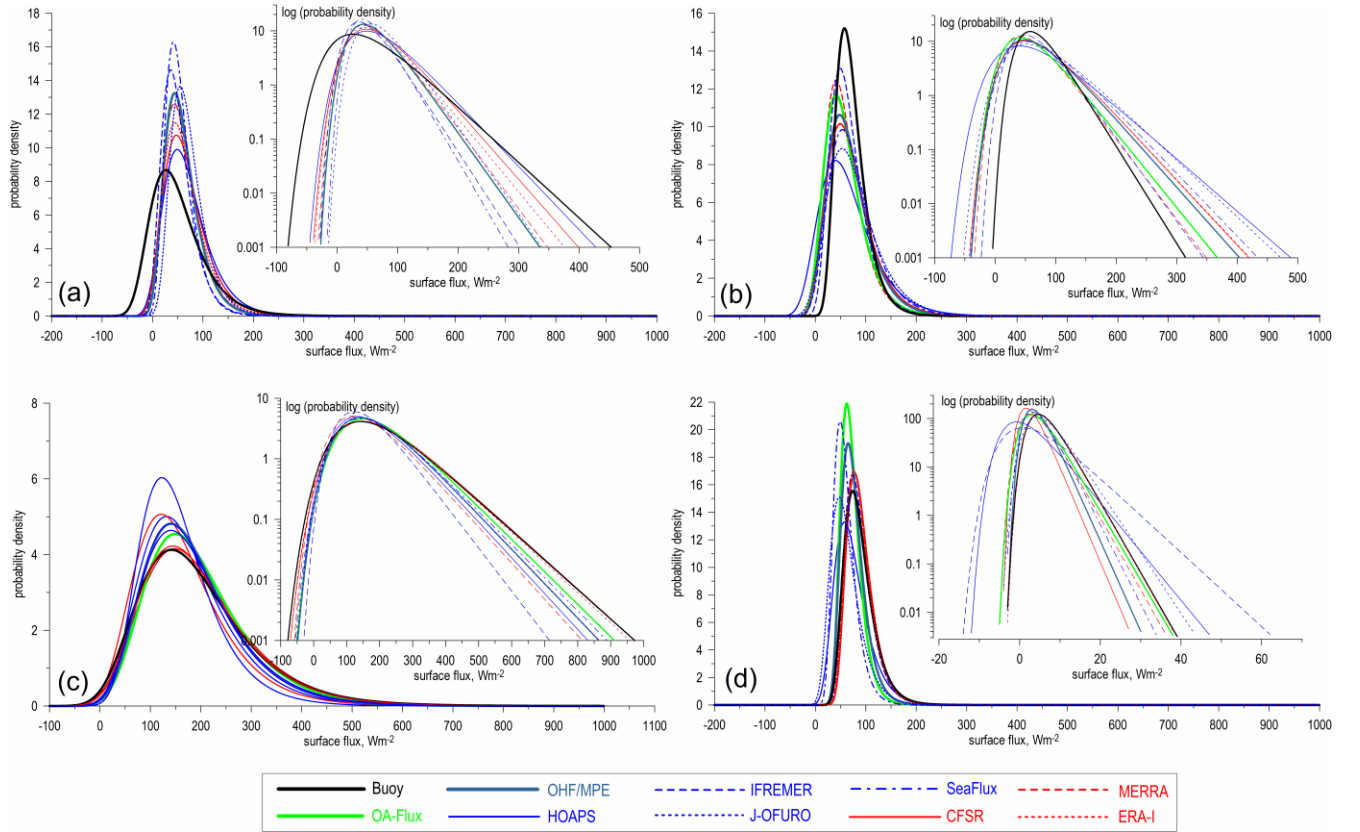 18
16
14
12
10
8
6
4
2
0
probability density
-200 -100 0 100 200 300 400 500 600 700 800 900 1000
surface flux, Wm-2
(a)
log (probability density)
10
1
0.1
0.01
0.001
-100 0 100 200 300 400 500
surface flux, Wm-2
16
14
12
10
8
6
4
2
0
probability density
-200 -100 0 100 200 300 400 500 600 700 800 900 1000
surface flux, Wm-2
(b)
log (probability density)
10
1
0.1
0.01
0.001
-100 0 100 200 300 400 500
surface flux, Wm-2
8
6
4
2
0
probability density
-100 0 100 200 300 400 500 600 700 800 900 1000 1100
surface flux, Wm-2
(c)
log (probability density)
10
1
0.1
0.01
0.001
-100 0 100 200 300 400 500 600 700 800 900 1000
surface flux, Wm-2
22
20
18
16
14
12
10
8
6
4
2
0
probability density
-100 0 100 200 300 400 500 600 700 800 900 1000
surface flux, Wm-2
(d)
log (probability density)
100
10
1
0.1
0.01
-20 0 20 40 60
surface flux, Wm-2
Buoy OHF/MPE IFREMER SeaFlux MERRA
OA-Flux HOAPS J-OFURO CFSR ERA-I